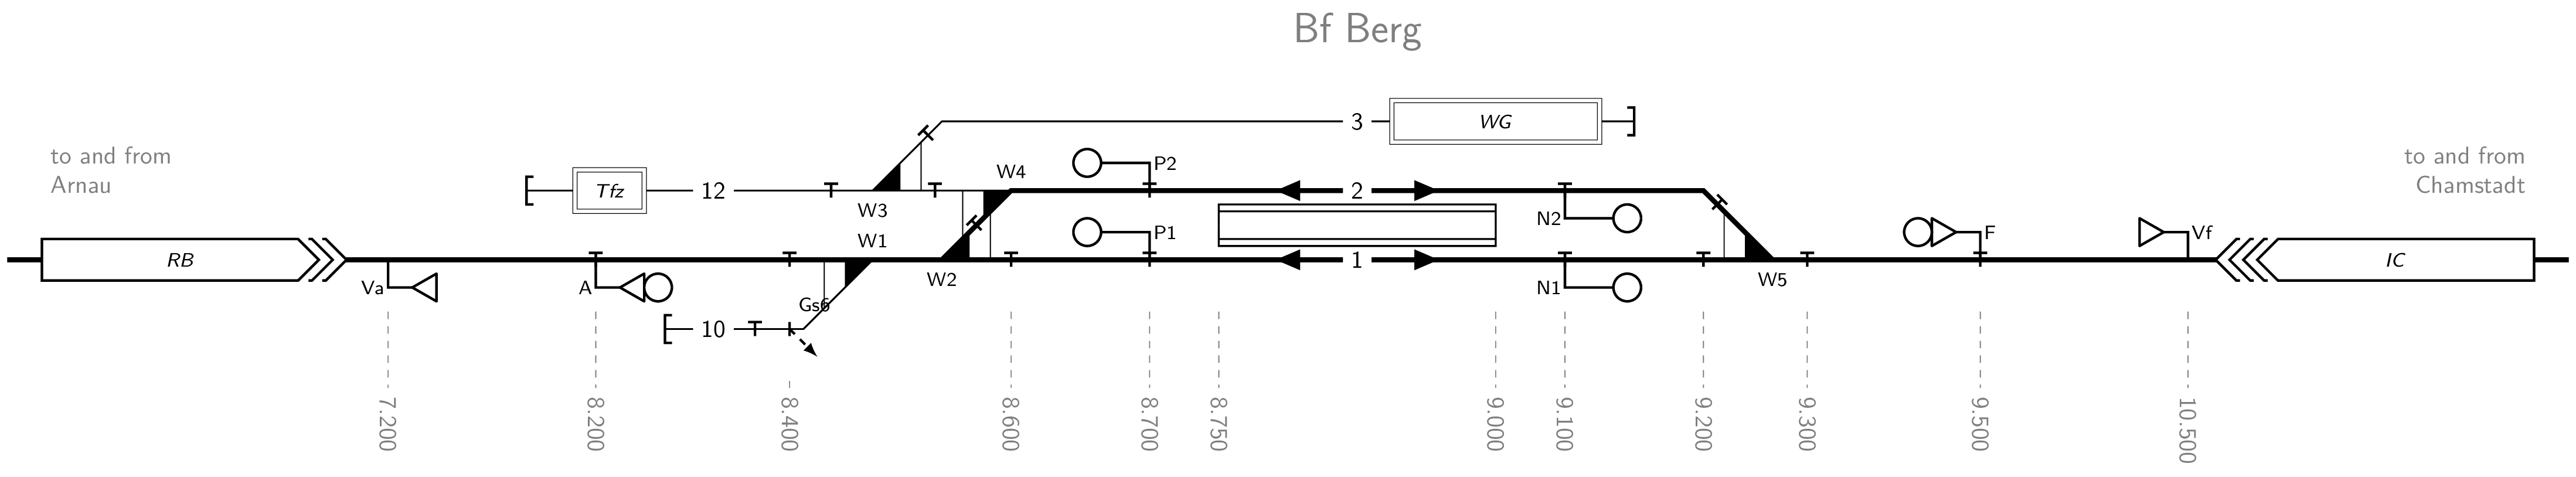 Bf Berg
3
WG
to and from
Arnau
to and from
Chamstadt
W4
P2
Tfz
12
2
W3
N2
W1
P1
F
Vf
RB
1
IC
W2
W5
Va
A
N1
Gs6
10
7.200
8.200
8.400
8.600
8.700
8.750
9.000
9.100
9.200
9.300
9.500
10.500